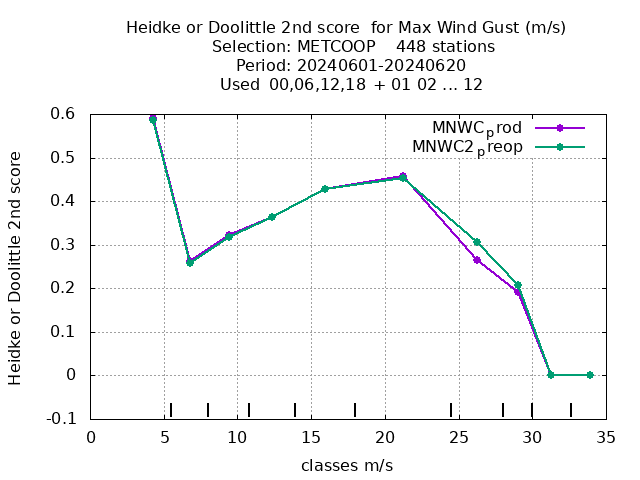 Heidke or Doolittle 2nd score  for Max Wind Gust (m/s)
Selection: METCOOP    448 stations
Period: 20240601-20240620
Used  00,06,12,18  + 01 02 ... 12
MNWCprod
MNWC2preop
Heidke or Doolittle 2nd score
0.6
0.5
0.4
0.3
0.2
0.1
0
-0.1
0 5 10 15 20 25 30 35
classes m/s